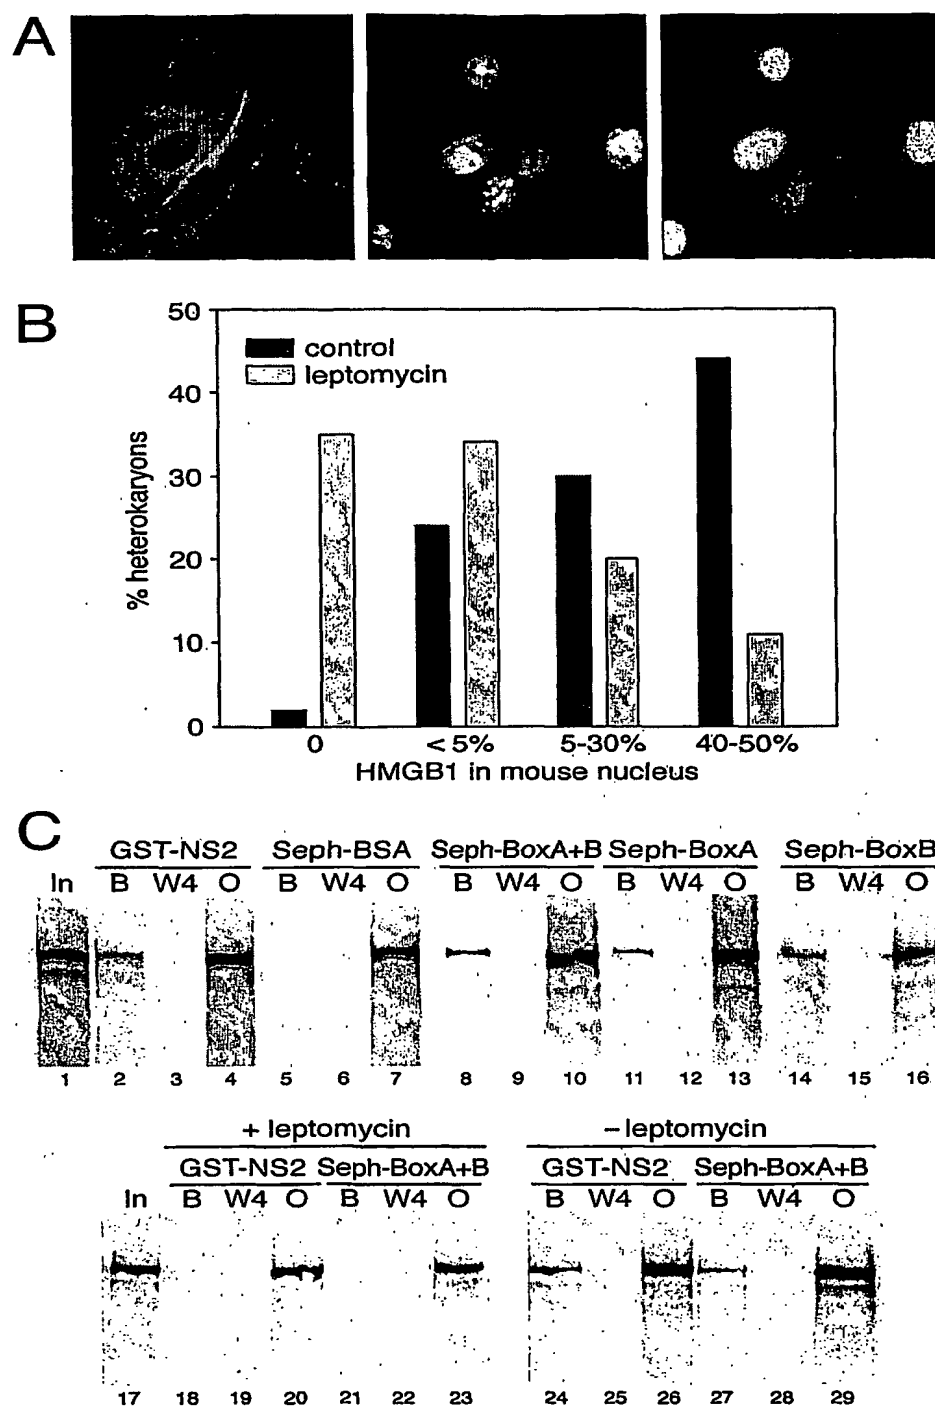 A
B
50
40
30
20
10
0
% heterokaryons
control
leptomycin
0 < 5% 5-30% 40-50%
HMGB1 in mouse nucleus
C
GST-NS2 Seph-BSA Seph-BoxA+B Seph-BoxA Seph-BoxB
In B W4 O B W4 O B W4 O B W4 O B W4 O
1 2 3 4 5 6 7 8 9 10 11 12 13 14 15 16
+ leptomycin - leptomycin
GST-NS2 Seph-BoxA+B GST-NS2 Seph-BoxA+B
In B W4 O B W4 O B W4 O B W4 O
17 18 19 20 21 22 23 24 25 26 27 28 29